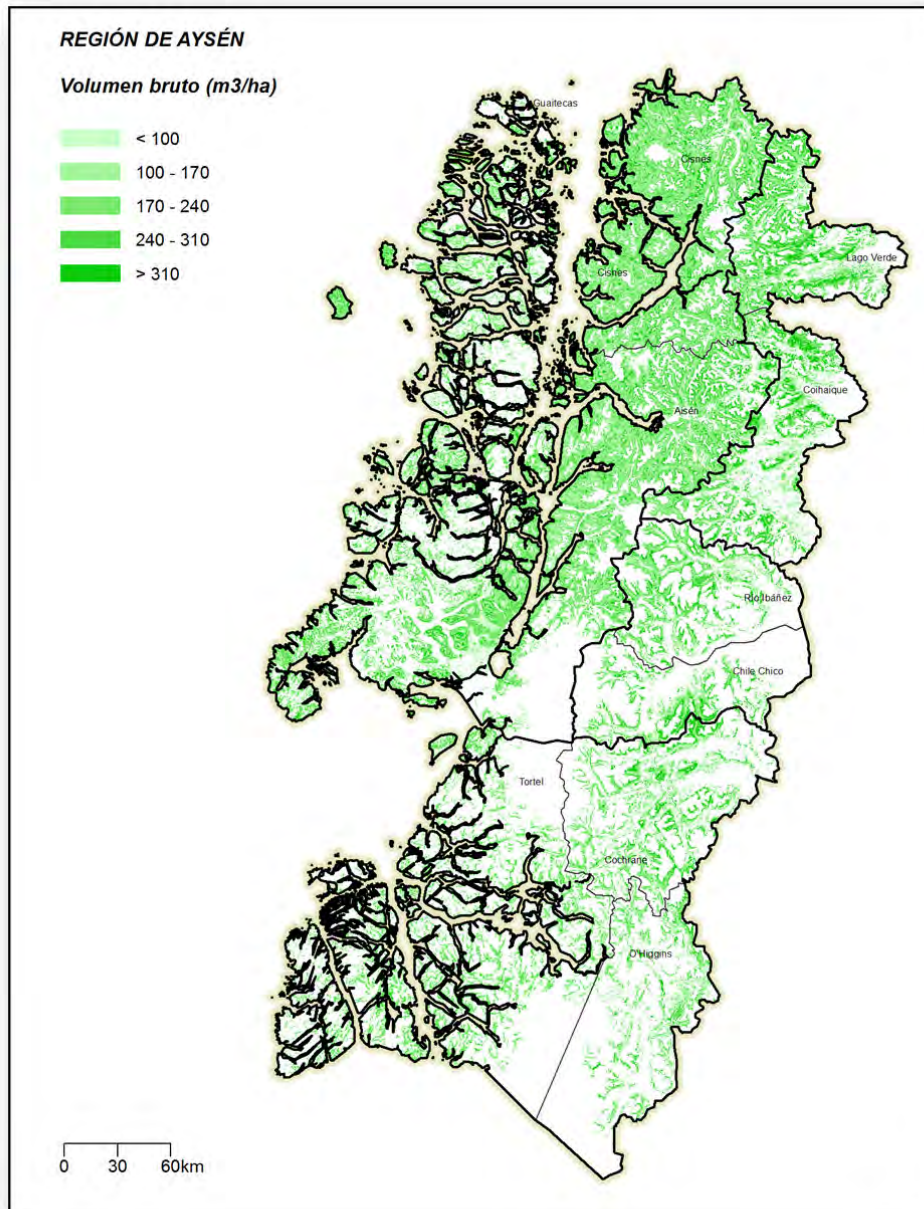 REGIÓN DE AYSÉN
Volumen bruto (m3/ha)
< 100
100 - 170
170 - 240
240 - 310
> 310
Guaitecas
Cisnes
Lago Verde
Cisnes
Coihaique
Aisén
Río Ibáñez
Chile Chico
Tortel
Cochrane
O'Higgins
0 30 60km